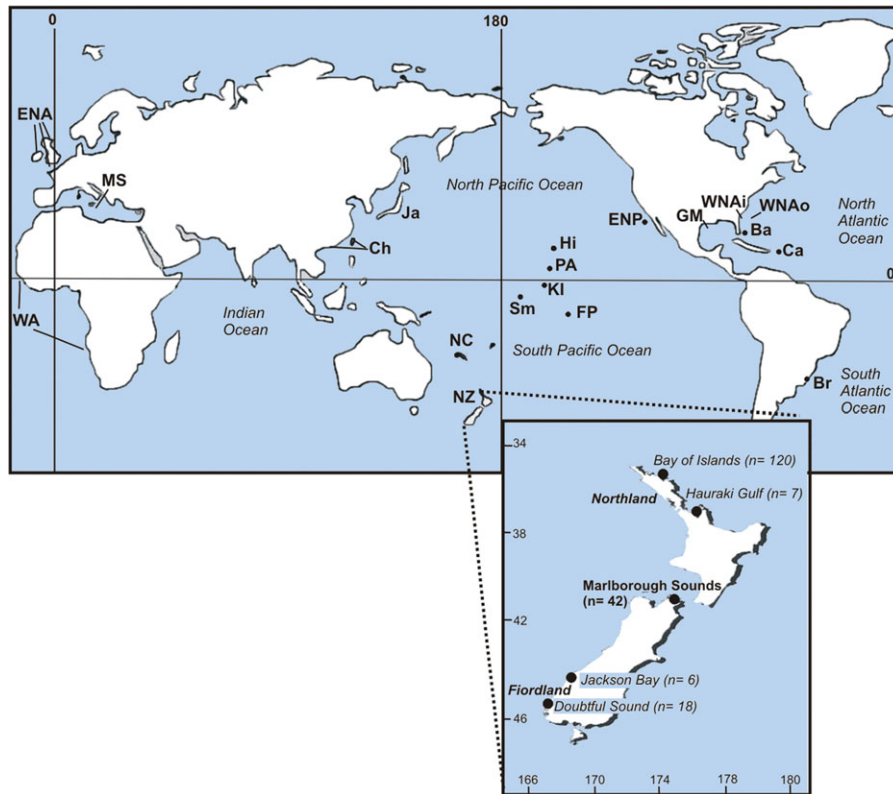 0
180
ENA
MS
North Pacific Ocean
Ja
Ch
ENP
GM
WNAi
WNAo
Ba
North
Atlantic
Ocean
Ca
Hi
PA
0
KI
Sm
FP
WA
Indian
Ocean
NC
South Pacific Ocean
NZ
Br
South
Atlantic
Ocean
34
Bay of Islands (n= 120)
Hauraki Gulf (n= 7)
Northland
38
Marlborough Sounds
(n= 42)
42
Jackson Bay (n= 6)
Fiordland
Doubtful Sound (n= 18)
46
166 170 174 178 180